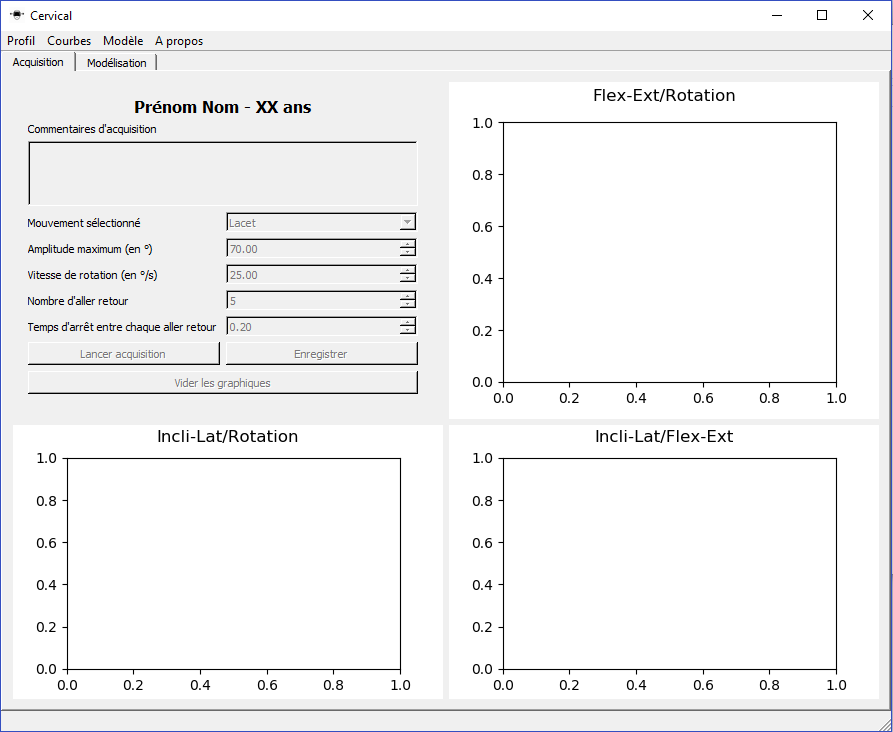 Cervical
Profil Courbes Modèle A propos
Acquisition Modélisation
Prénom Nom - XX ans
Commentaires d'acquisition
Mouvement sélectionné Lacet
Amplitude maximum (en °) 70.00
Vitesse de rotation (en °/s) 25.00
Nombre d'aller retour 5
Temps d'arrêt entre chaque aller retour 0.20
Lancer acquisition Enregistrer
Vider les graphiques
Flex-Ext/Rotation
1.0
0.8
0.6
0.4
0.2
0.0
0.0 0.2 0.4 0.6 0.8 1.0
Incli-Lat/Rotation
1.0
0.8
0.6
0.4
0.2
0.0
0.0 0.2 0.4 0.6 0.8 1.0
Incli-Lat/Flex-Ext
1.0
0.8
0.6
0.4
0.2
0.0
0.0 0.2 0.4 0.6 0.8 1.0